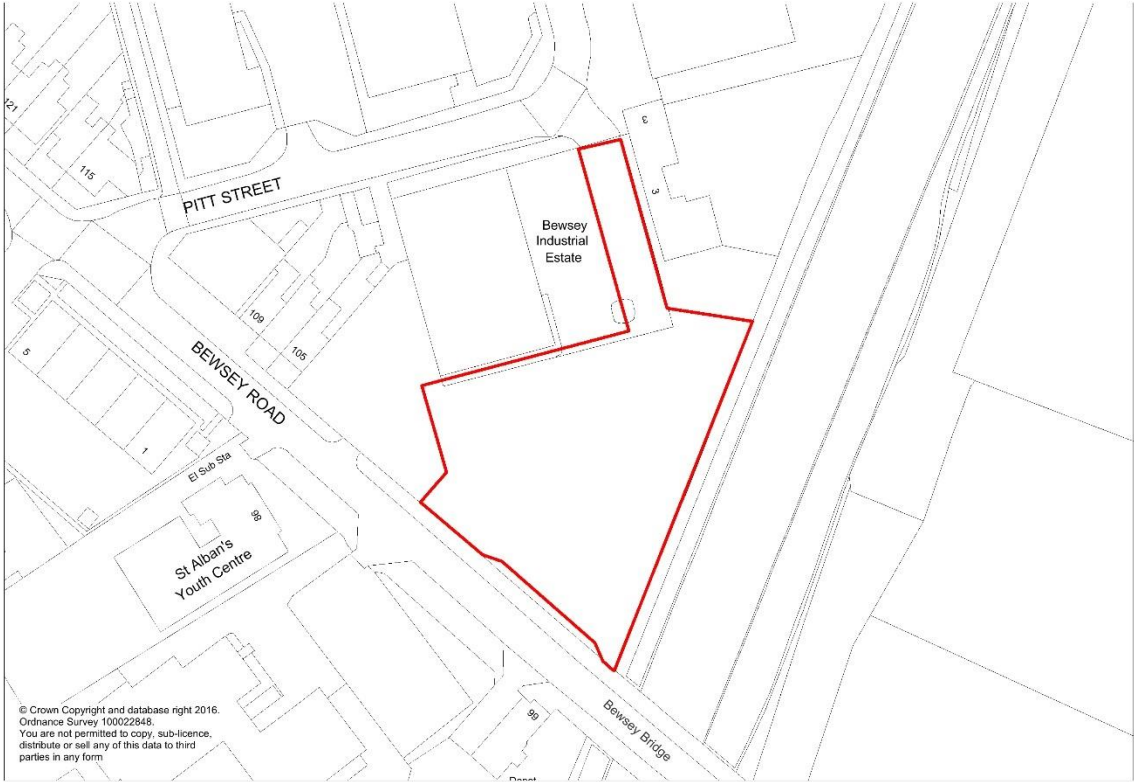 121
115
PITT STREET
3
3
Bewsey
Industrial
Estate
109
105
BEWSEY ROAD
5
1
El Sub Sta
98
St Alban's
Youth Centre
99
Bewsey Bridge
© Crown Copyright and database right 2016.
Ordnance Survey 100022848.
You are not permitted to copy, sub-licence,
distribute or sell any of this data to third
parties in any form